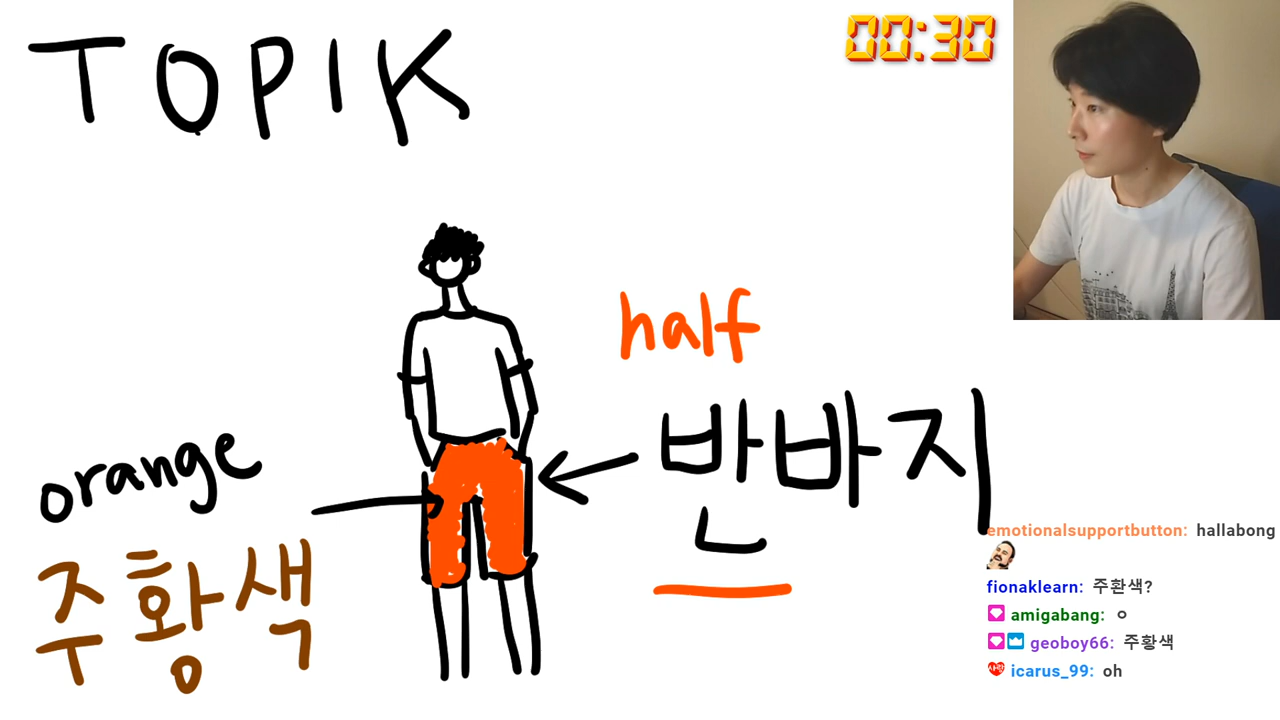 TOPIK
00:30
half
반바지
orange
주황색
emotionalsupportbutton: hallabong
fionaklearn: 주환색?
amigabang: ㅇ
geoboy66: 주황색
icarus_99: oh